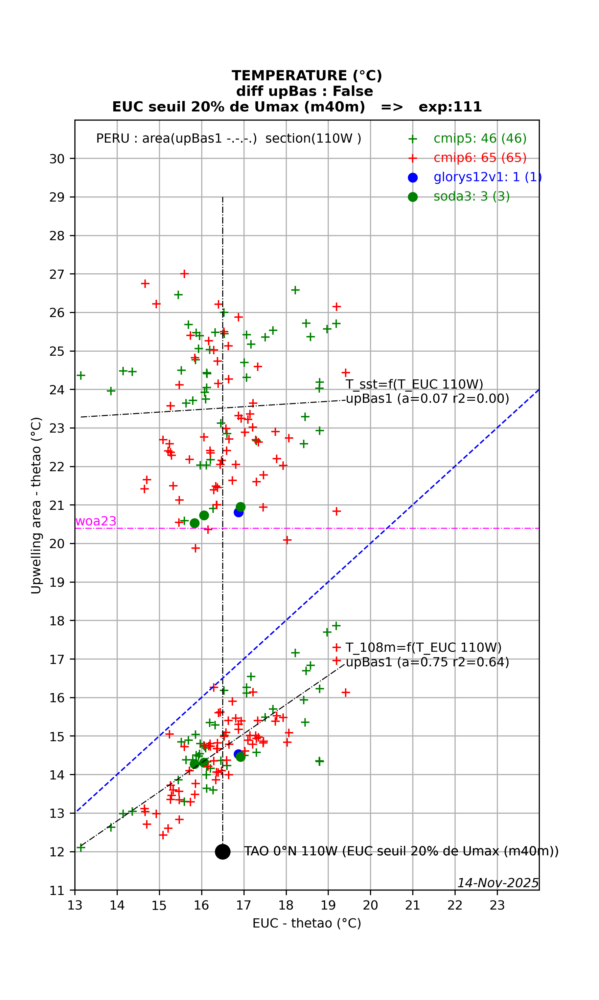 TEMPERATURE (°C)
diff upBas : False
EUC seuil 20% de Umax (m40m)   =>   exp:111
PERU : area(upBas1 -.-.-.)  section(110W )
cmip5: 46 (46)
cmip6: 65 (65)
glorys12v1: 1 (1)
soda3: 3 (3)
30
29
28
27
26
25
24
23
22
21
20
19
18
17
16
15
14
13
12
11
Upwelling area - thetao (°C)
T_sst=f(T_EUC 110W)
upBas1 (a=0.07 r2=0.00)
woa23
T_108m=f(T_EUC 110W)
upBas1 (a=0.75 r2=0.64)
TAO 0°N 110W (EUC seuil 20% de Umax (m40m))
14-Nov-2025
13 14 15 16 17 18 19 20 21 22 23
EUC - thetao (°C)